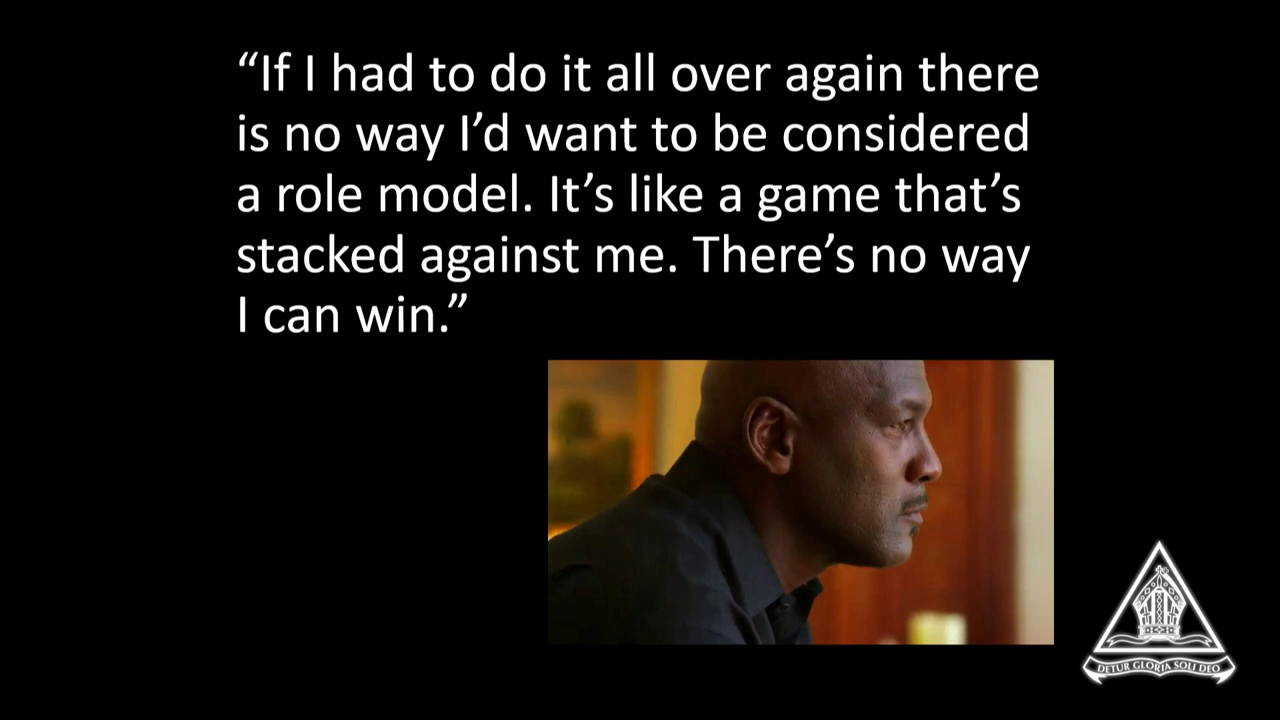 “If I had to do it all over again there
is no way I’d want to be considered
a role model. It’s like a game that’s
stacked against me. There’s no way
I can win.”
DETUR GLORIA SOLI DEO